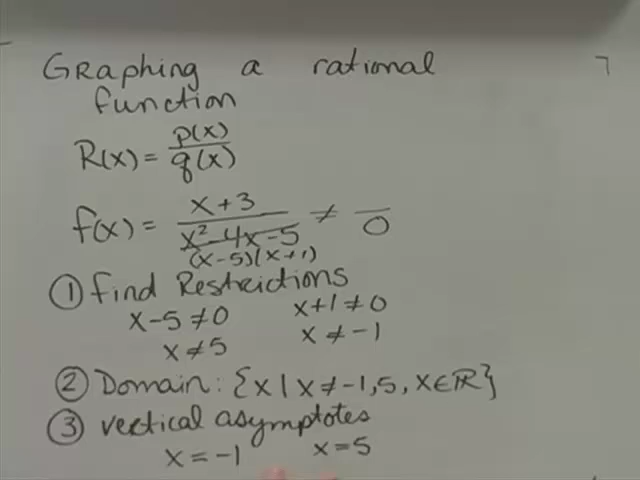 Graphing a rational
function
R(x) = p(x)/q(x)
f(x) = x+3/x²-4x-5 ≠ —/0
(x-5)(x+1)
① find Restrictions
x-5≠0 x+1≠0
x≠5 x≠-1
② Domain: {x | x≠-1,5, x∈ℝ}
③ vertical asymptotes
x=-1 x=5